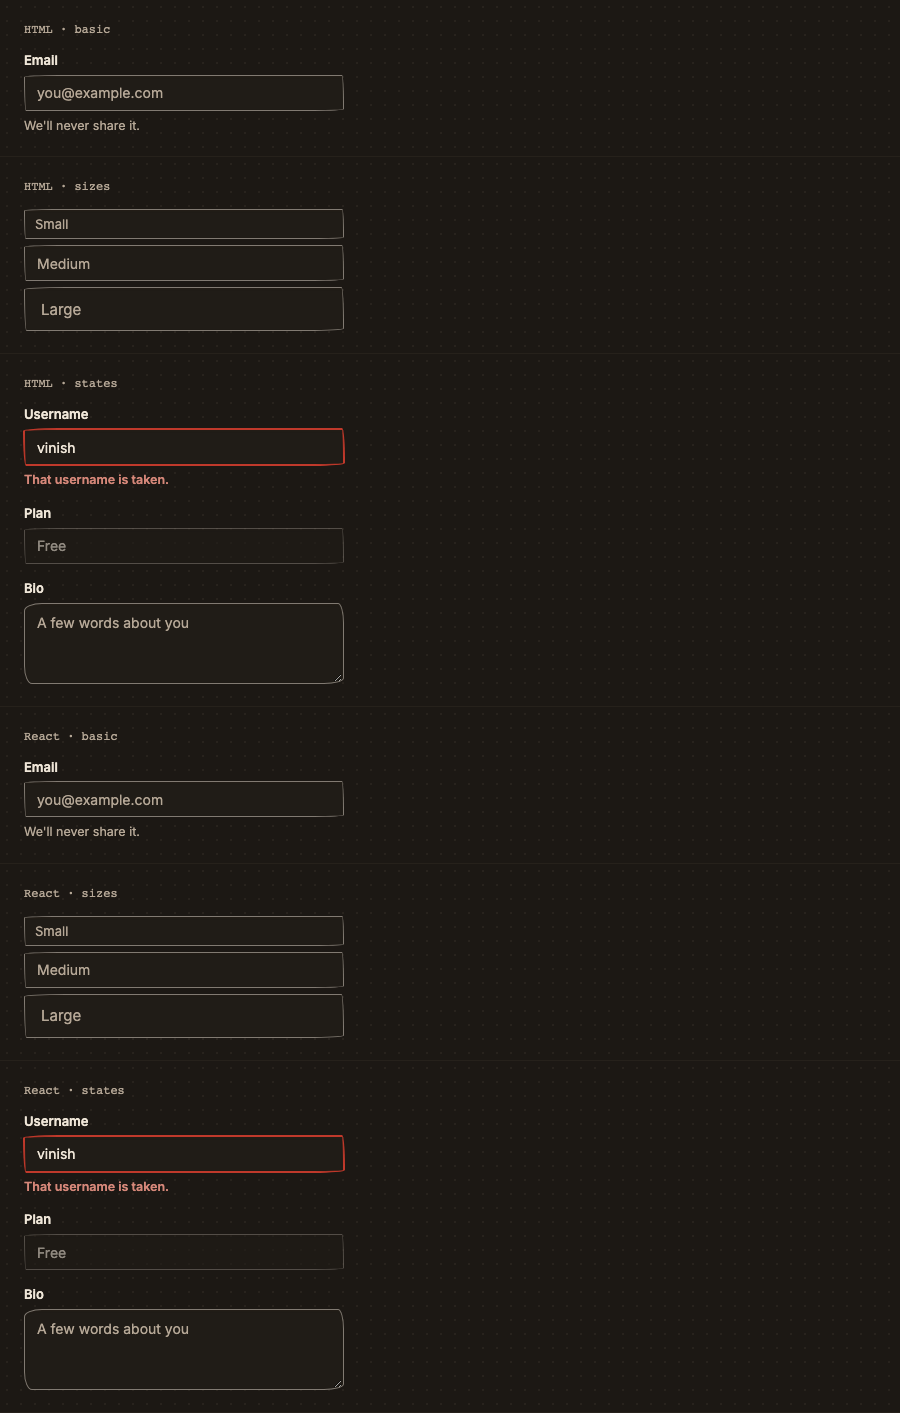 HTML · basic
Email
you@example.com
We'll never share it.
HTML · sizes
Small
Medium
Large
HTML · states
Username
vinish
That username is taken.
Plan
Free
Bio
A few words about you
React · basic
Email
you@example.com
We'll never share it.
React · sizes
Small
Medium
Large
React · states
Username
vinish
That username is taken.
Plan
Free
Bio
A few words about you